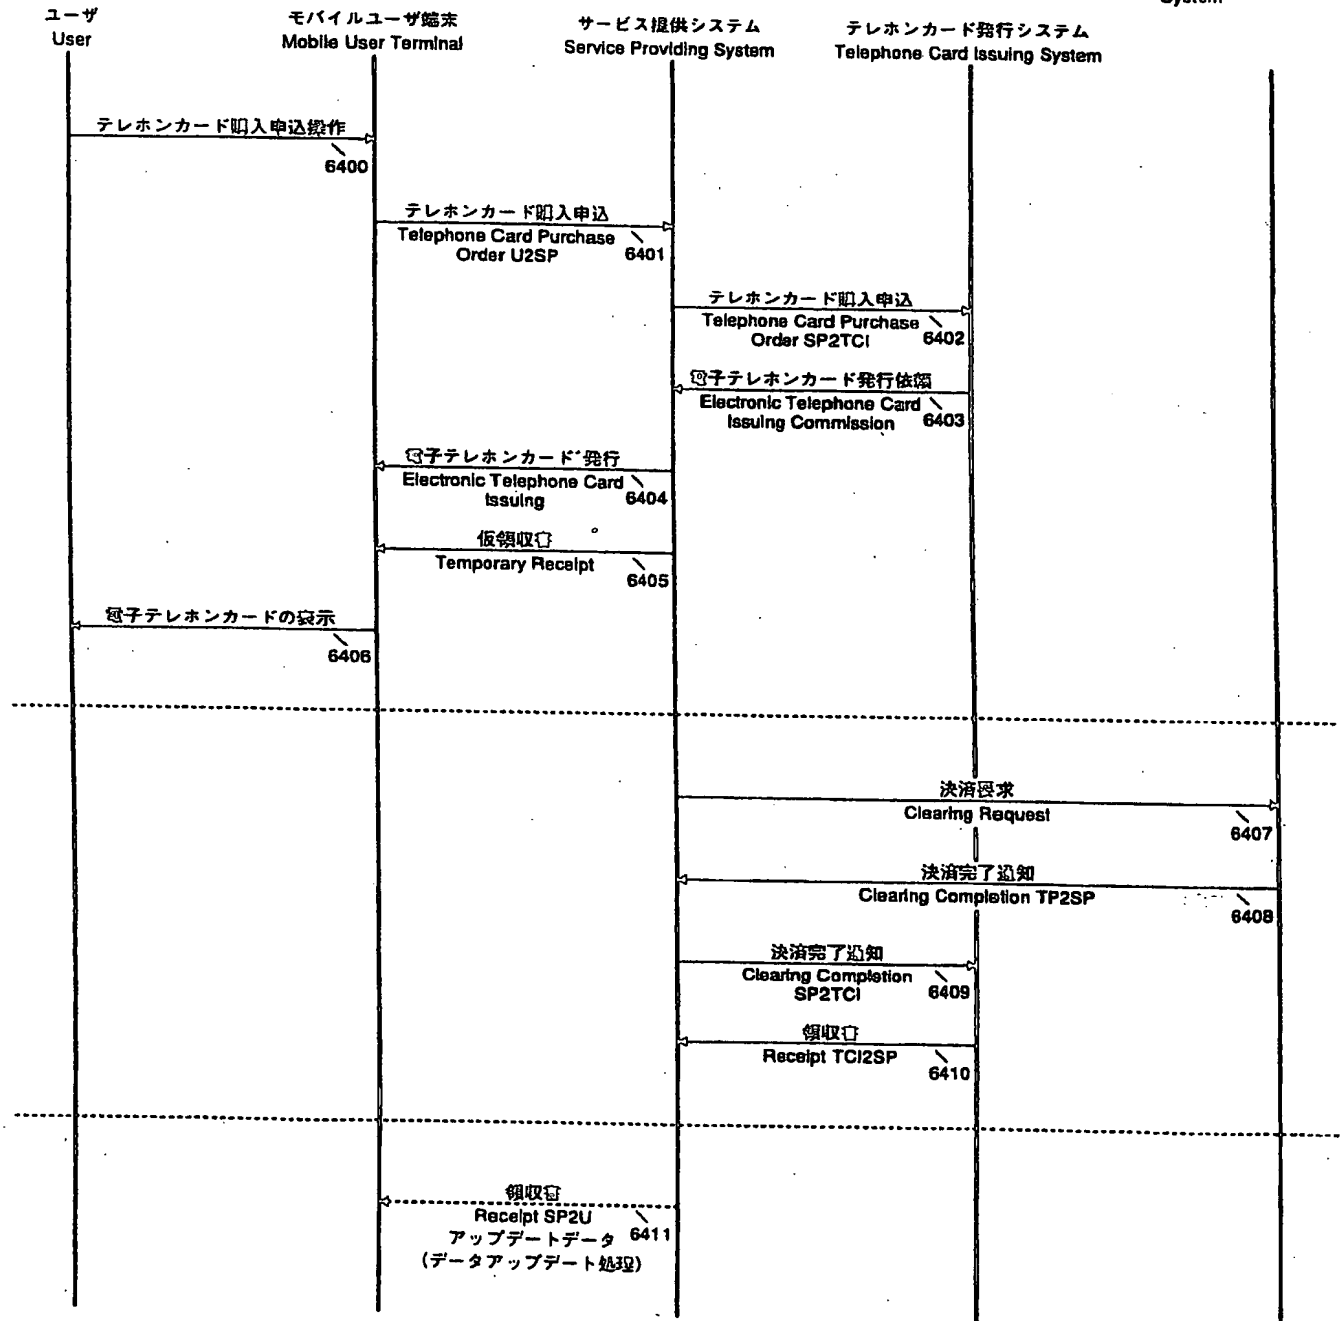 System
ユーザ
User
モバイルユーザ端末
Mobile User Terminal
サービス提供システム
Service Providing System
テレホンカード発行システム
Telephone Card Issuing System
テレホンカード購入申込操作
6400
テレホンカード購入申込
Telephone Card Purchase
Order U2SP
6401
テレホンカード購入申込
Telephone Card Purchase
Order SP2TCI
6402
電子テレホンカード発行依頼
Electronic Telephone Card
Issuing Commission
6403
電子テレホンカード発行
Electronic Telephone Card
Issuing
6404
仮領収書
Temporary Receipt
6405
電子テレホンカードの表示
6406
決済要求
Clearing Request
6407
決済完了通知
Clearing Completion TP2SP
6408
決済完了通知
Clearing Completion
SP2TCI
6409
領収書
Receipt TCI2SP
6410
領収書
Receipt SP2U
アップデートデータ
(データアップデート処理)
6411